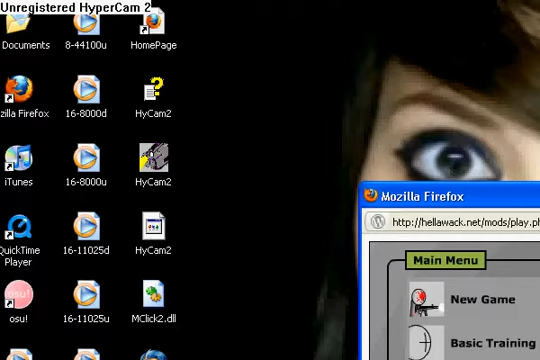 Unregistered HyperCam 2
Documents
8-44100u
HomePage
zilla Firefox
16-8000d
HyCam2
iTunes
16-8000u
HyCam2
QuickTime
Player
16-11025d
HyCam2
osu!
osu!
16-11025u
MClick2.dll
Mozilla Firefox
http://hellawack.net/mods/play.ph
Main Menu
New Game
Basic Training